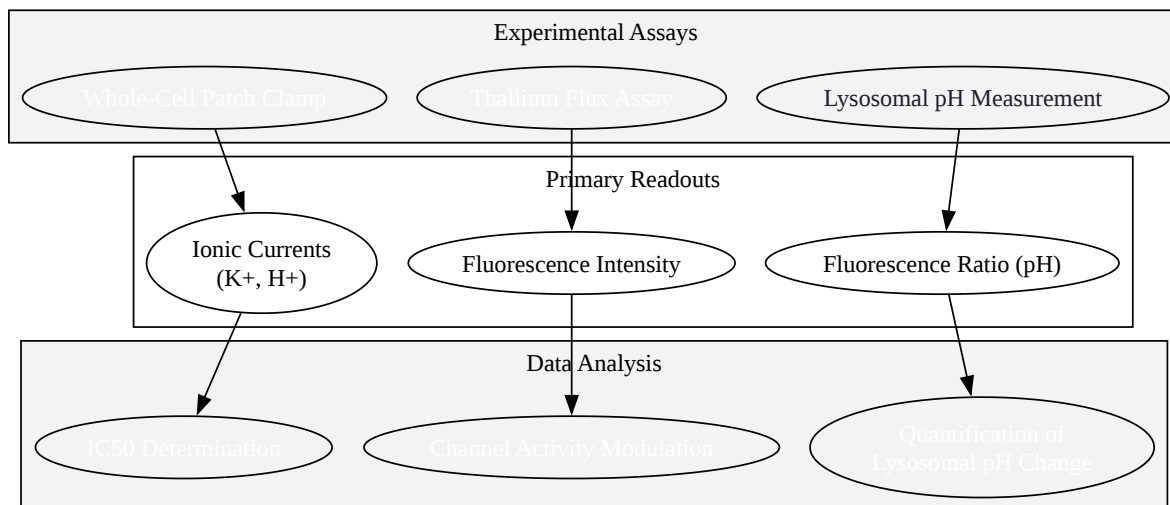 Experimental Assays
Whole-Cell Patch Clamp
Thallium Flux Assay
Lysosomal pH Measurement
Primary Readouts
Ionic Currents
(K+, H+)
Fluorescence Intensity
Fluorescence Ratio (pH)
Data Analysis
IC50 Determination
Channel Activity Modulation
Quantification of
Lysosomal pH Change